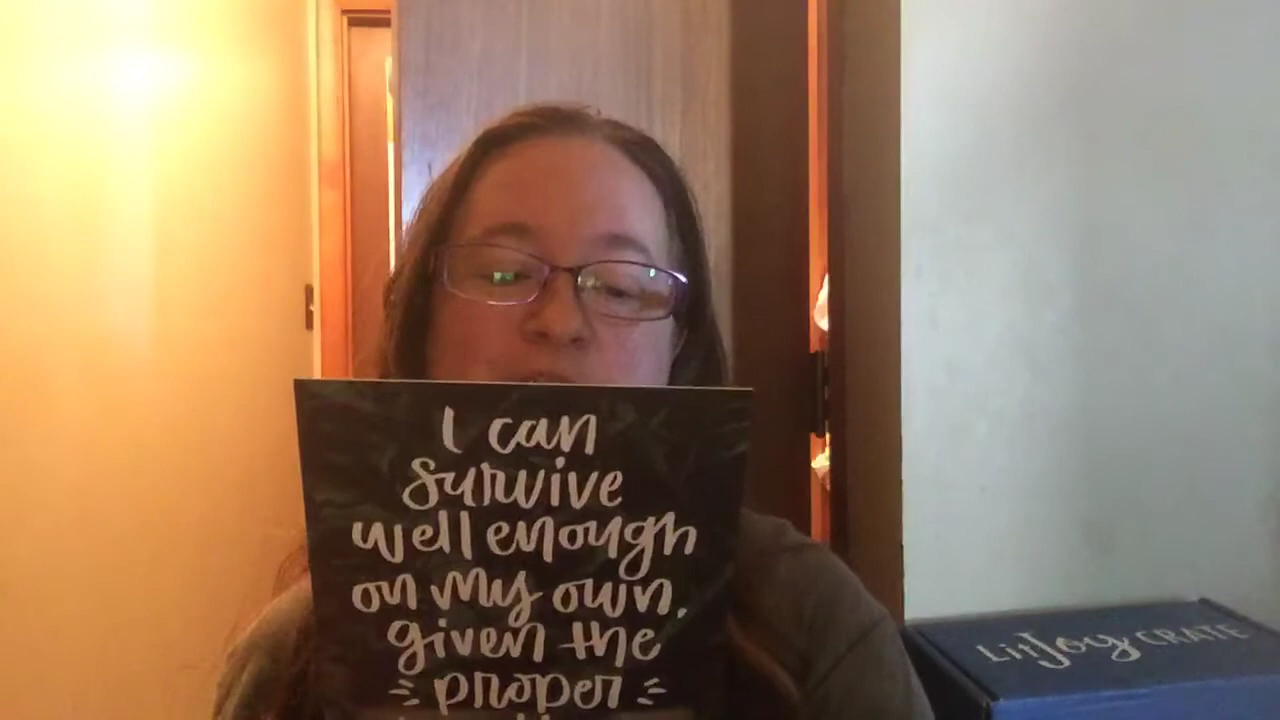 I can
survive
well enough
on my own,
given the
proper
LitJoy CRATE